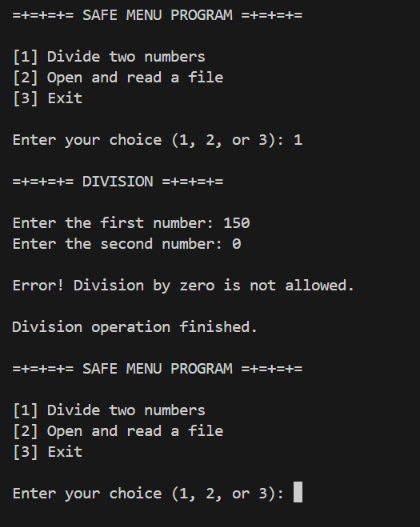 =+=+=+= SAFE MENU PROGRAM =+=+=+=
[1] Divide two numbers
[2] Open and read a file
[3] Exit
Enter your choice (1, 2, or 3): 1
=+=+=+= DIVISION =+=+=+=
Enter the first number: 150
Enter the second number: 0
Error! Division by zero is not allowed.
Division operation finished.
=+=+=+= SAFE MENU PROGRAM =+=+=+=
[1] Divide two numbers
[2] Open and read a file
[3] Exit
Enter your choice (1, 2, or 3):